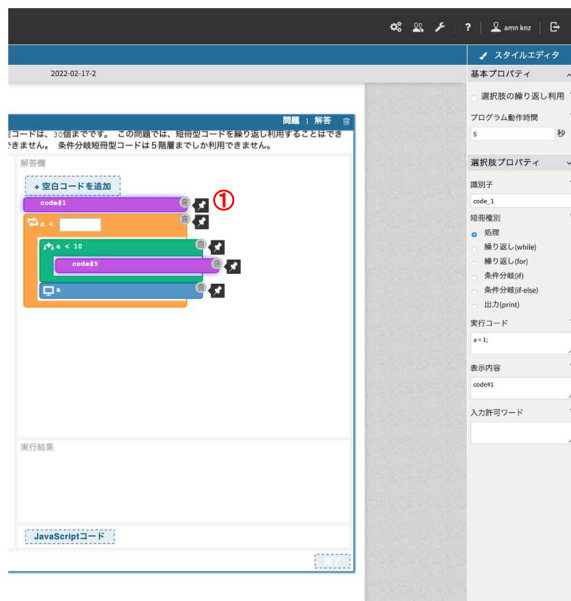 ? amn knz
スタイルエディタ
2022-02-17-2
基本プロパティ
選択肢の繰り返し利用
プログラム動作時間
5 秒
問題 | 解答
型コードは、30個までです。 この問題では、短冊型コードを繰り返し利用することはでき
できません。 条件分岐短冊型コードは5階層までしか利用できません。
解答欄
+ 空白コードを追加
code#1
①
a <
a < 10
code#5
a
実行結果
JavaScriptコード
選択肢プロパティ
識別子
code_1
短冊種別
処理
繰り返し(while)
繰り返し(for)
条件分岐(if)
条件分岐(if-else)
出力(print)
実行コード
a = 1;
表示内容
code#1
入力許可ワード